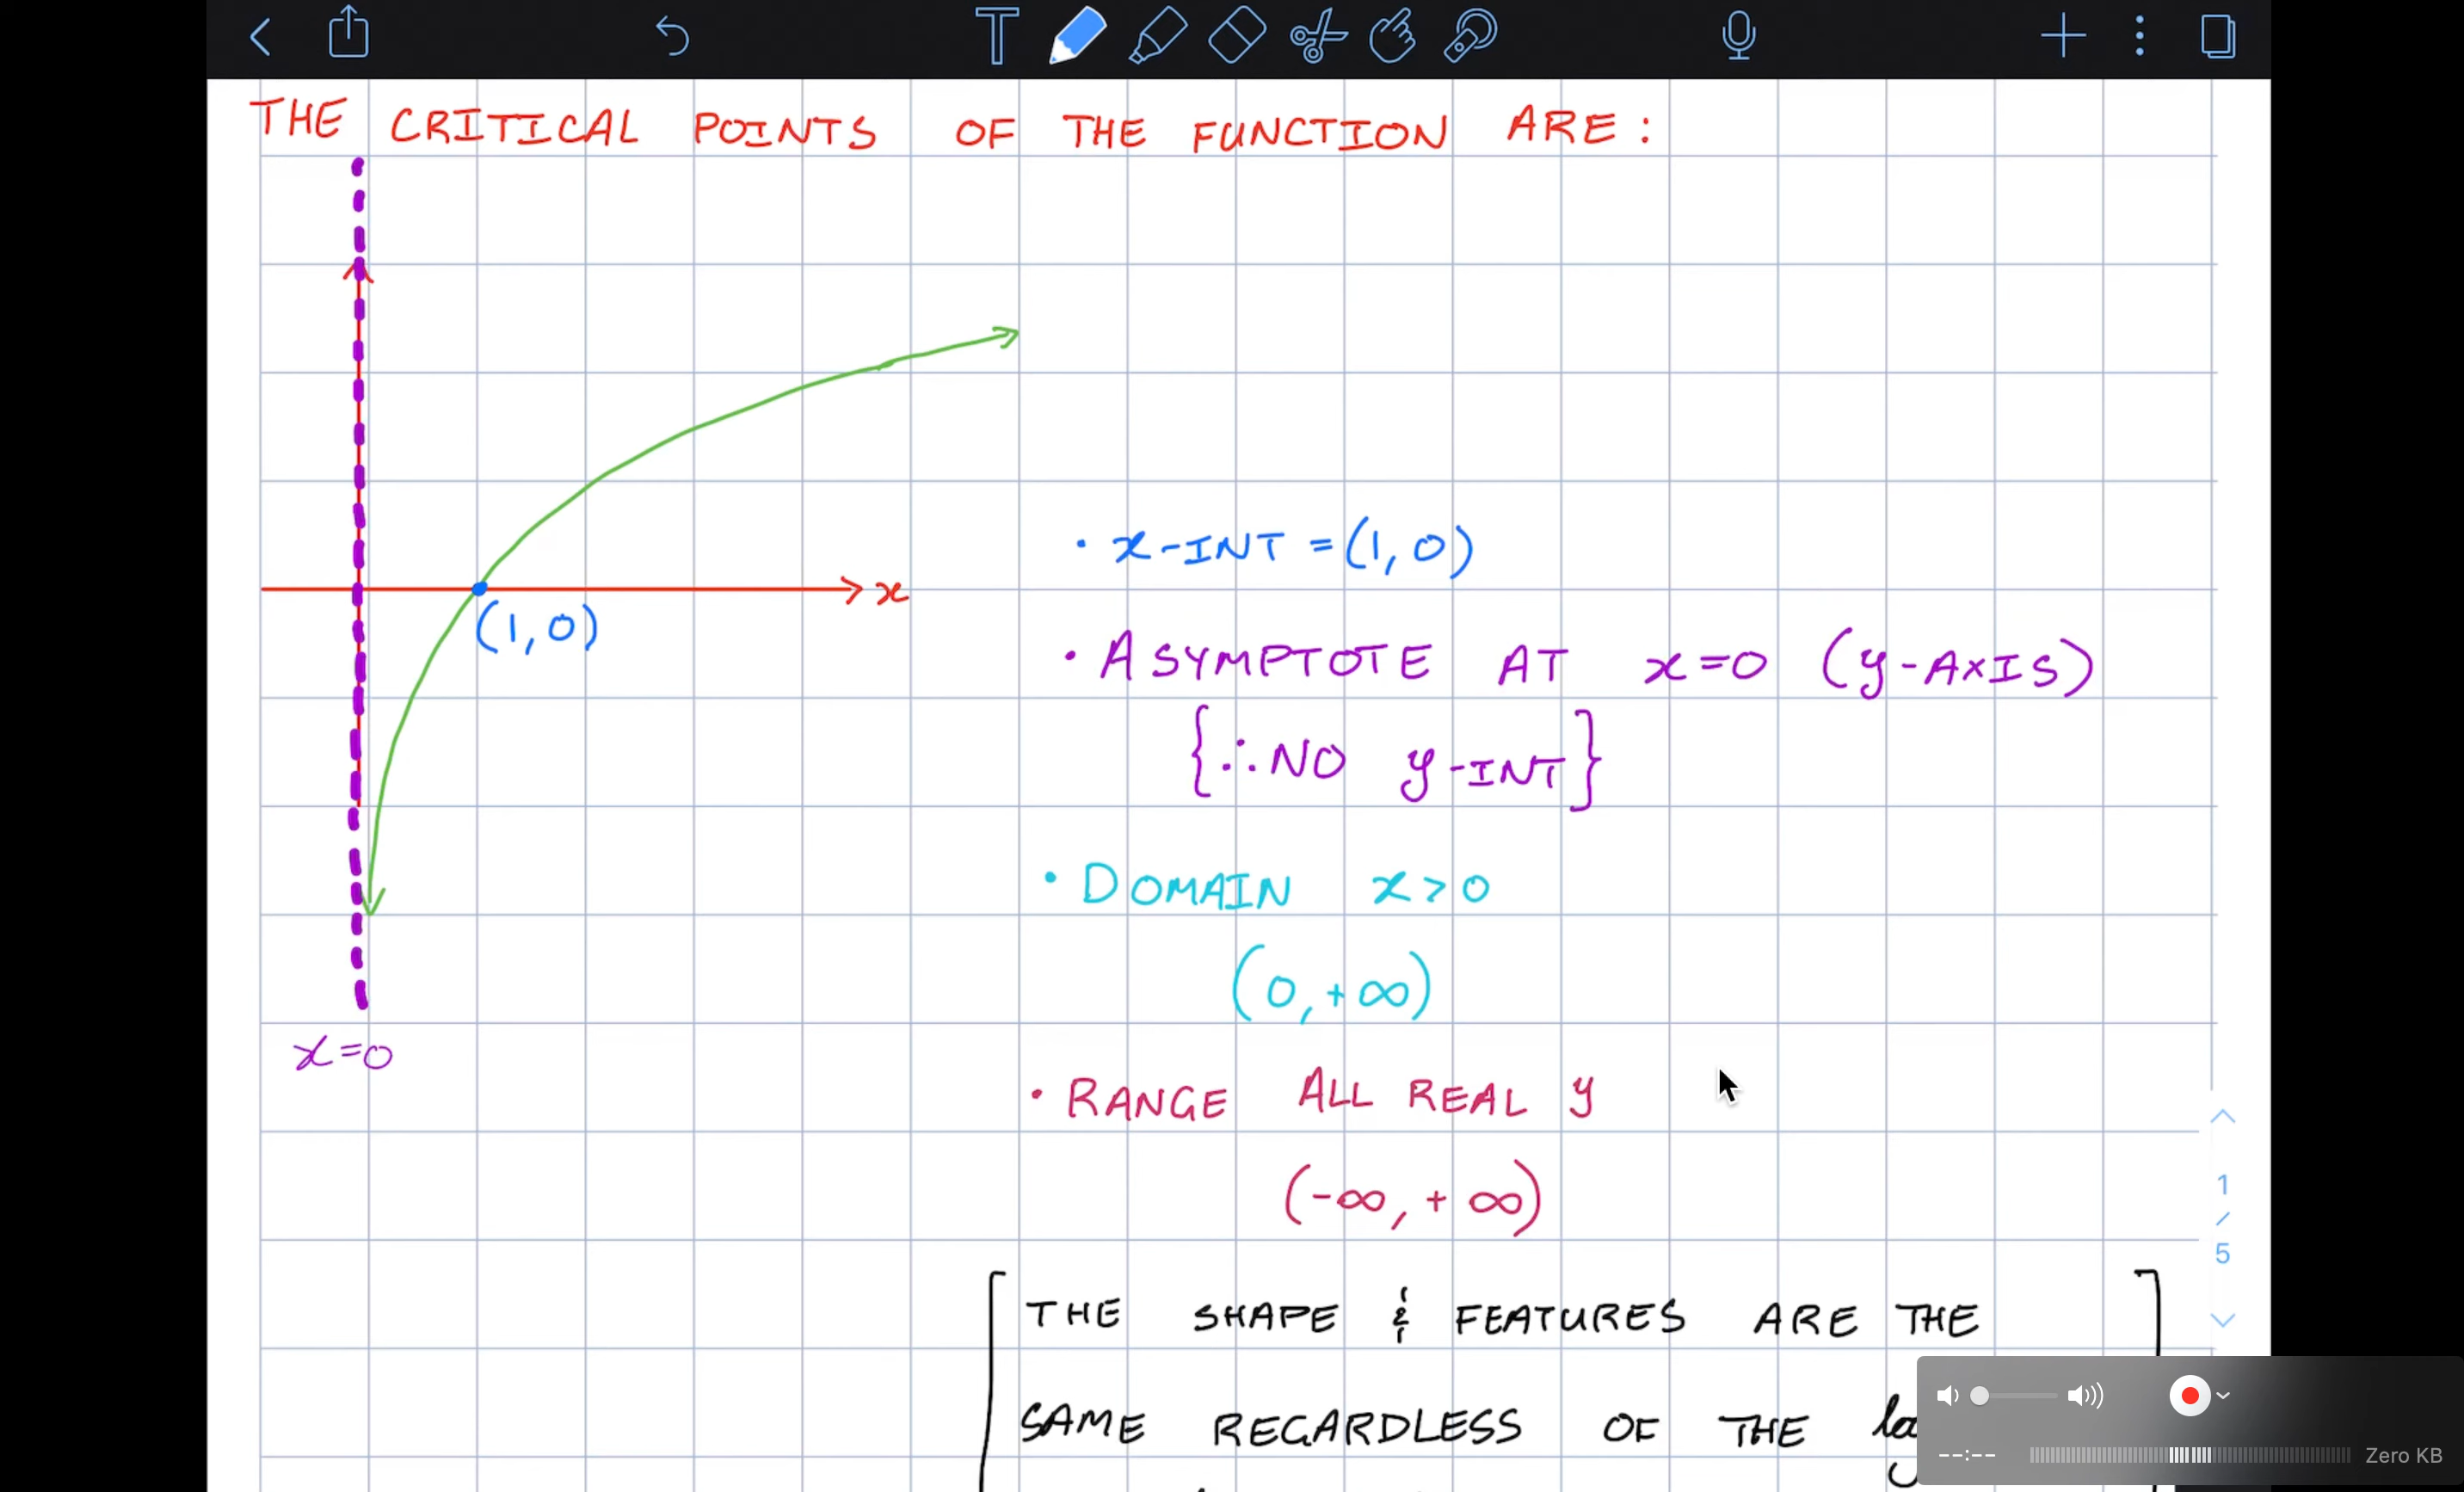 THE CRITICAL POINTS OF THE FUNCTION ARE:
x
(1, 0)
x=0
• x-INT = (1, 0)
• ASYMPTOTE AT x=0 (y-AXIS)
{∴ NO y-INT}
• DOMAIN x>0
(0, +∞)
• RANGE ALL REAL y
(-∞, +∞)
1
/
5
THE SHAPE & FEATURES ARE THE
SAME REGARDLESS OF THE
--:--
Zero KB